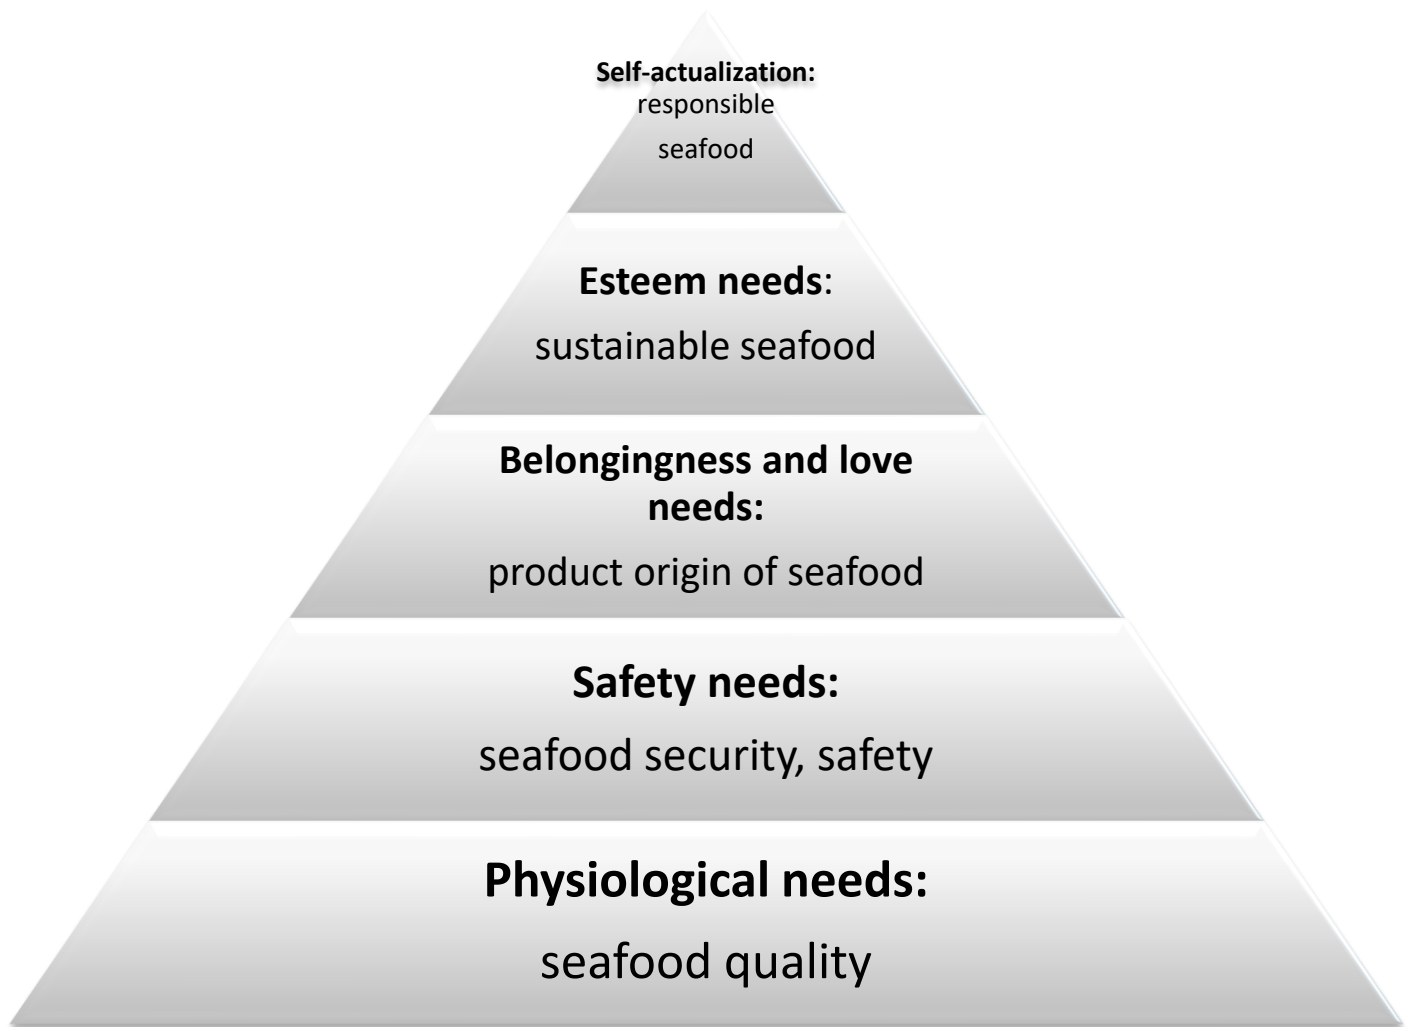 Self-actualization:
responsible
seafood
Esteem needs:
sustainable seafood
Belongingness and love
needs:
product origin of seafood
Safety needs:
seafood security, safety
Physiological needs:
seafood quality